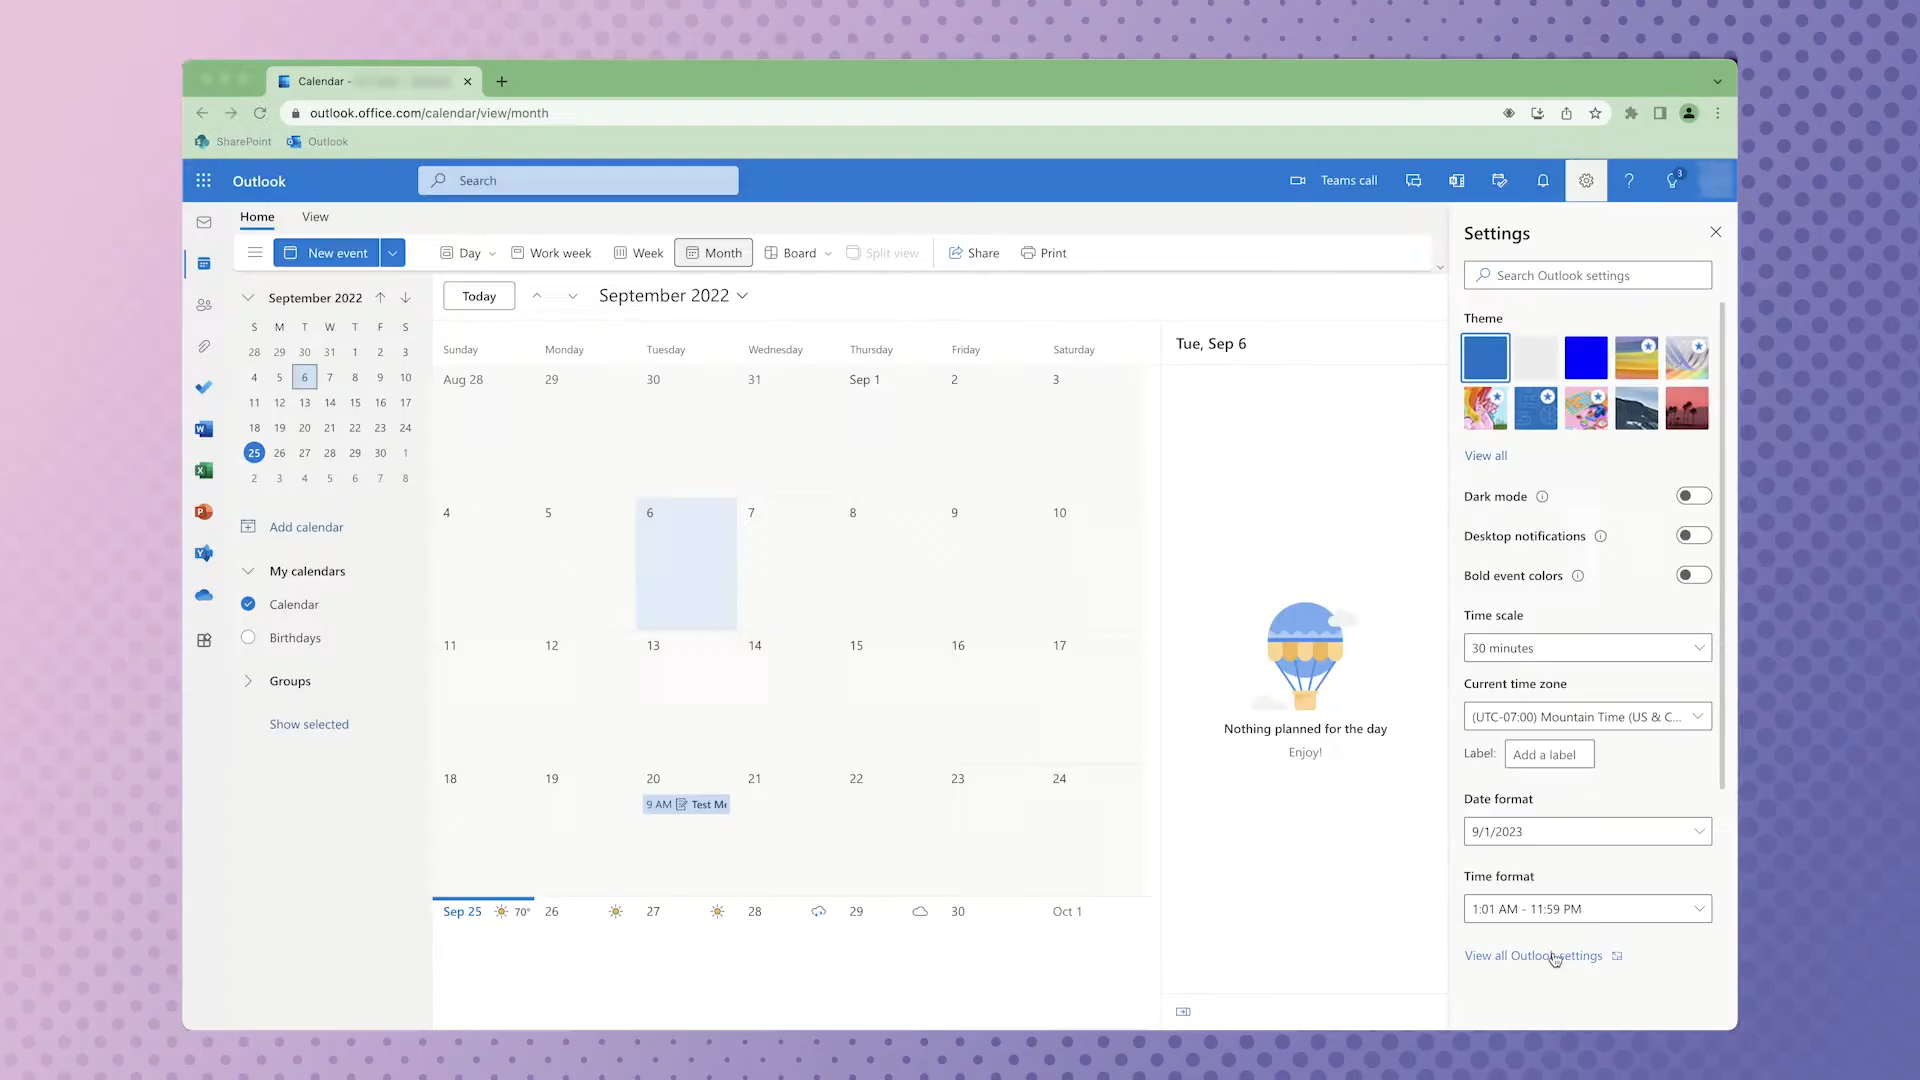 Calendar -
outlook.office.com/calendar/view/month
SharePoint Outlook
Outlook Search Teams call 3
Home View
New event Day Work week Week Month Board Split view Share Print
September 2022
S M T W T F S
28 29 30 31 1 2 3
4 5 6 7 8 9 10
11 12 13 14 15 16 17
18 19 20 21 22 23 24
25 26 27 28 29 30 1
2 3 4 5 6 7 8
Add calendar
My calendars
Calendar
Birthdays
Groups
Show selected
Today September 2022
Sunday Monday Tuesday Wednesday Thursday Friday Saturday
Aug 28 29 30 31 Sep 1 2 3
4 5 6 7 8 9 10
11 12 13 14 15 16 17
18 19 20 21 22 23 24
9 AM Test Me
Sep 25 70° 26 27 28 29 30 Oct 1
Tue, Sep 6
Nothing planned for the day
Enjoy!
Settings
Search Outlook settings
Theme
View all
Dark mode
Desktop notifications
Bold event colors
Time scale
30 minutes
Current time zone
(UTC-07:00) Mountain Time (US & C...
Label: Add a label
Date format
9/1/2023
Time format
1:01 AM - 11:59 PM
View all Outlook settings